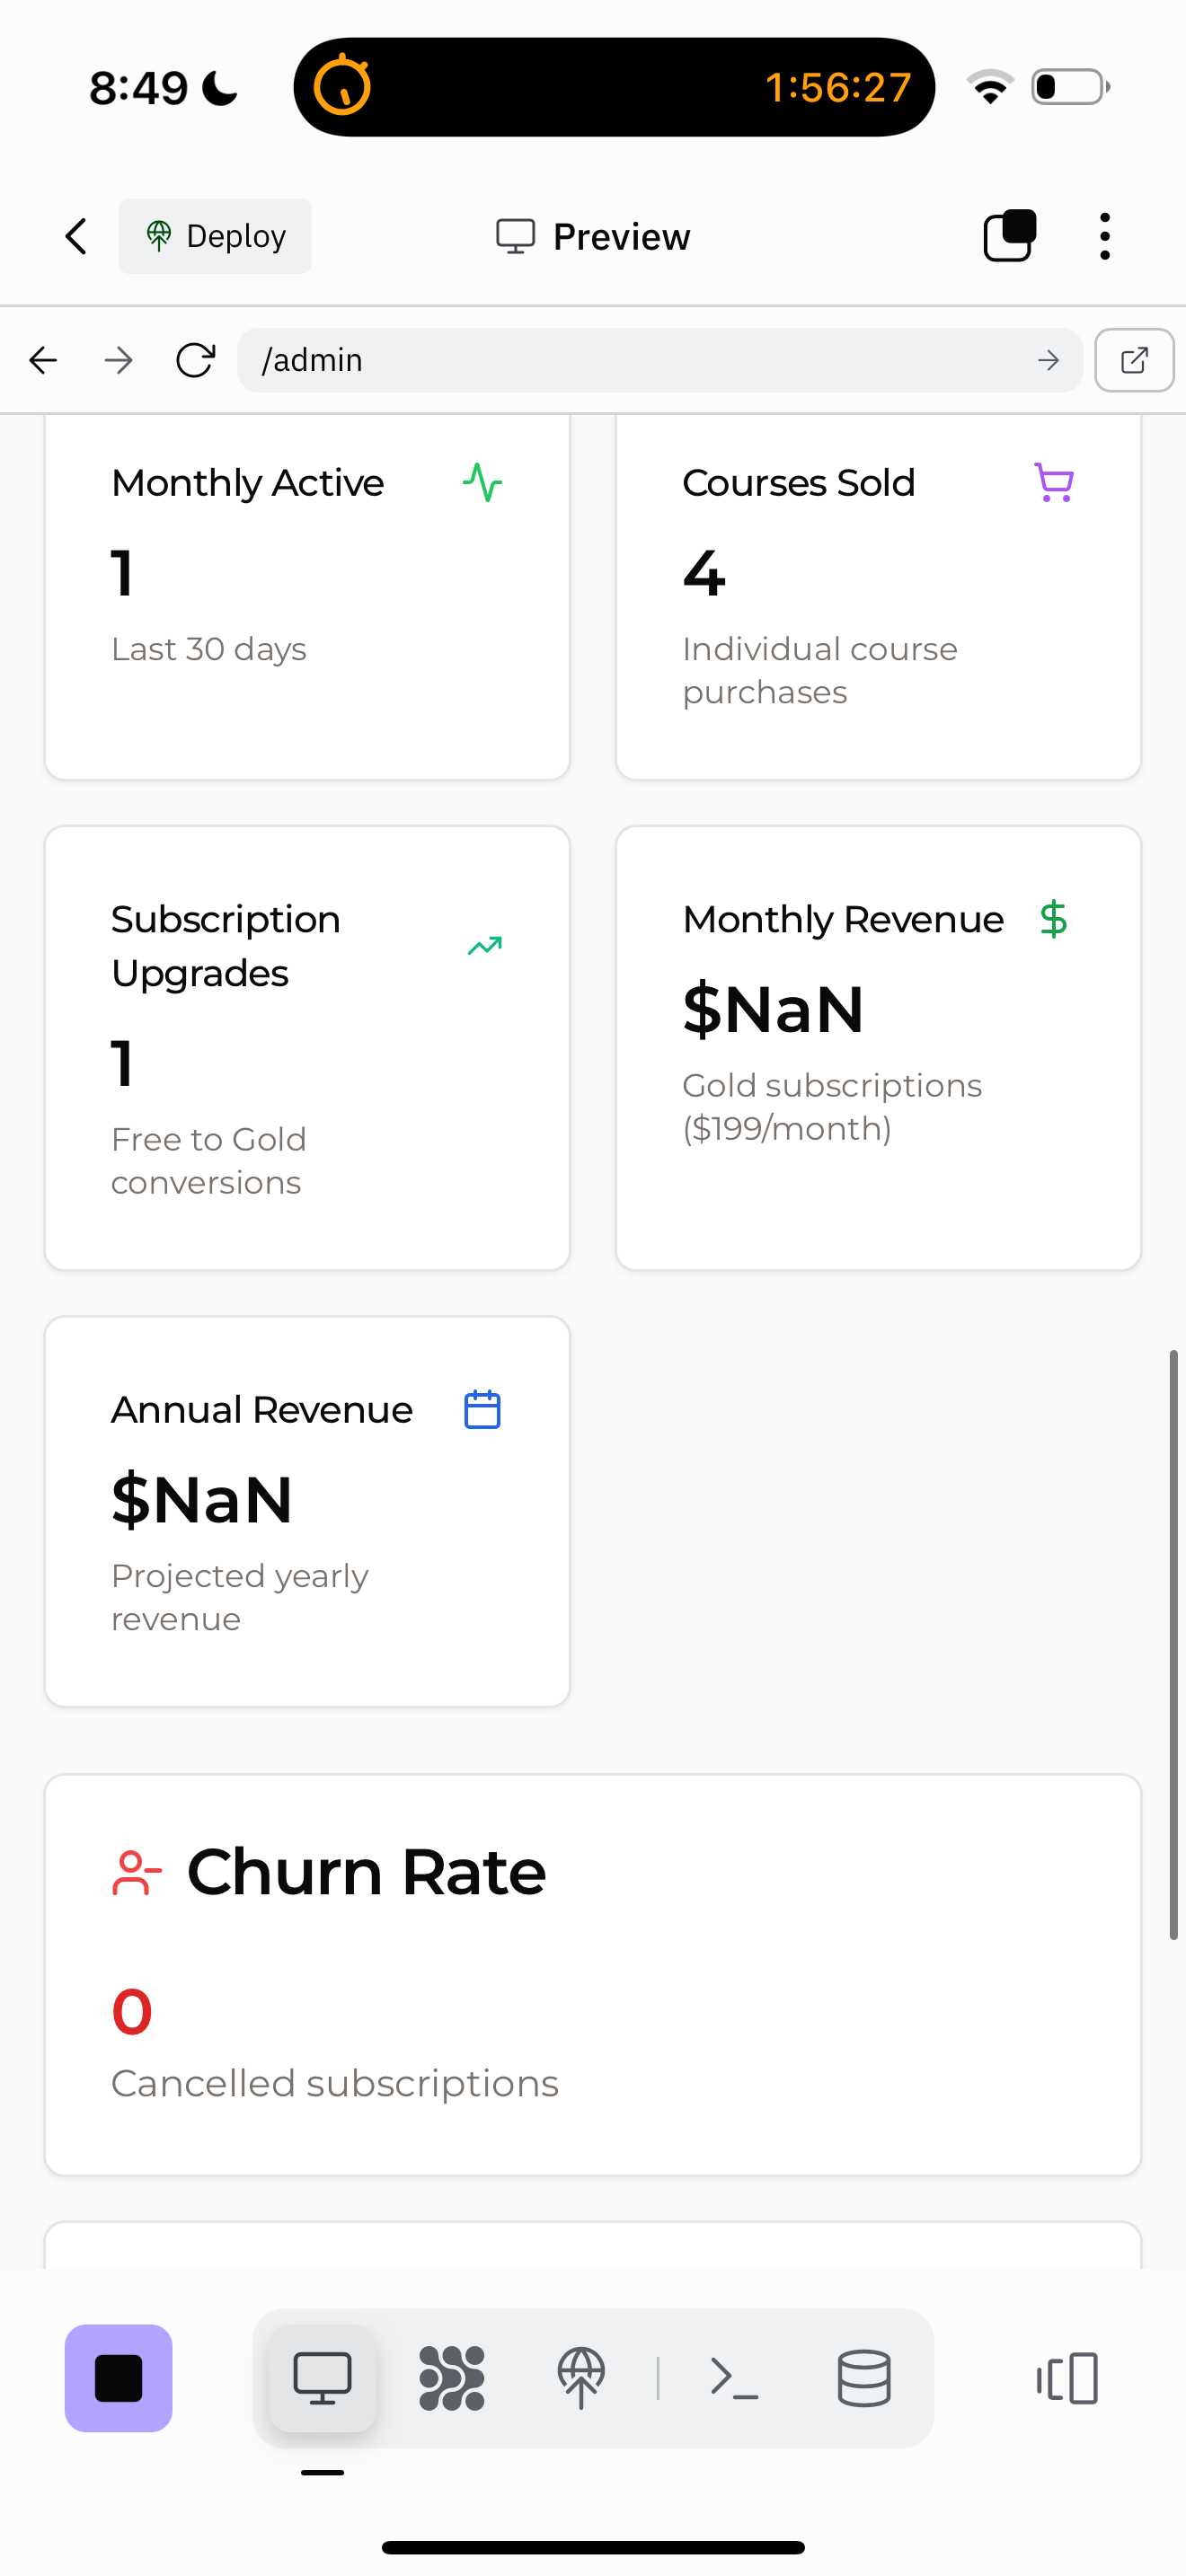 8:49
1:56:27
Deploy
Preview
/admin
Monthly Active
1
Last 30 days
Courses Sold
4
Individual course
purchases
Subscription
Upgrades
1
Free to Gold
conversions
Monthly Revenue
$NaN
Gold subscriptions
($199/month)
Annual Revenue
$NaN
Projected yearly
revenue
Churn Rate
0
Cancelled subscriptions